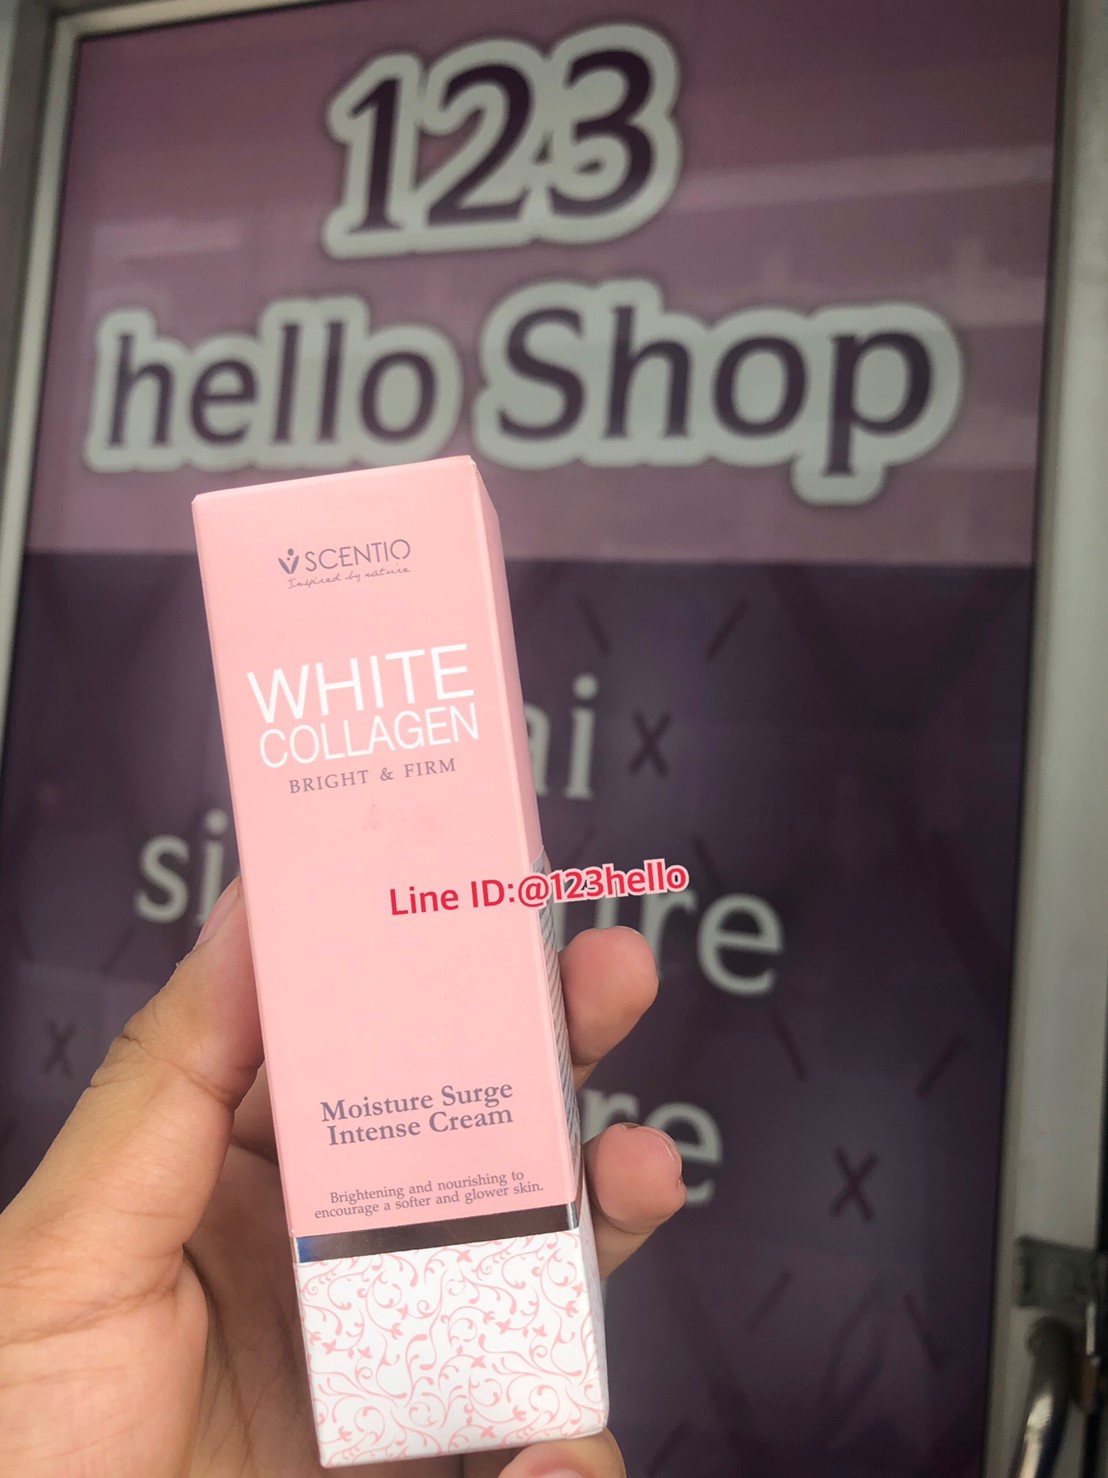 123
hello Shop
SCENTIO
Inspired by nature
WHITE
COLLAGEN
BRIGHT & FIRM
Line ID:@123hello
Moisture Surge
Intense Cream
Brightening and nourishing to
encourage a softer and glower skin.